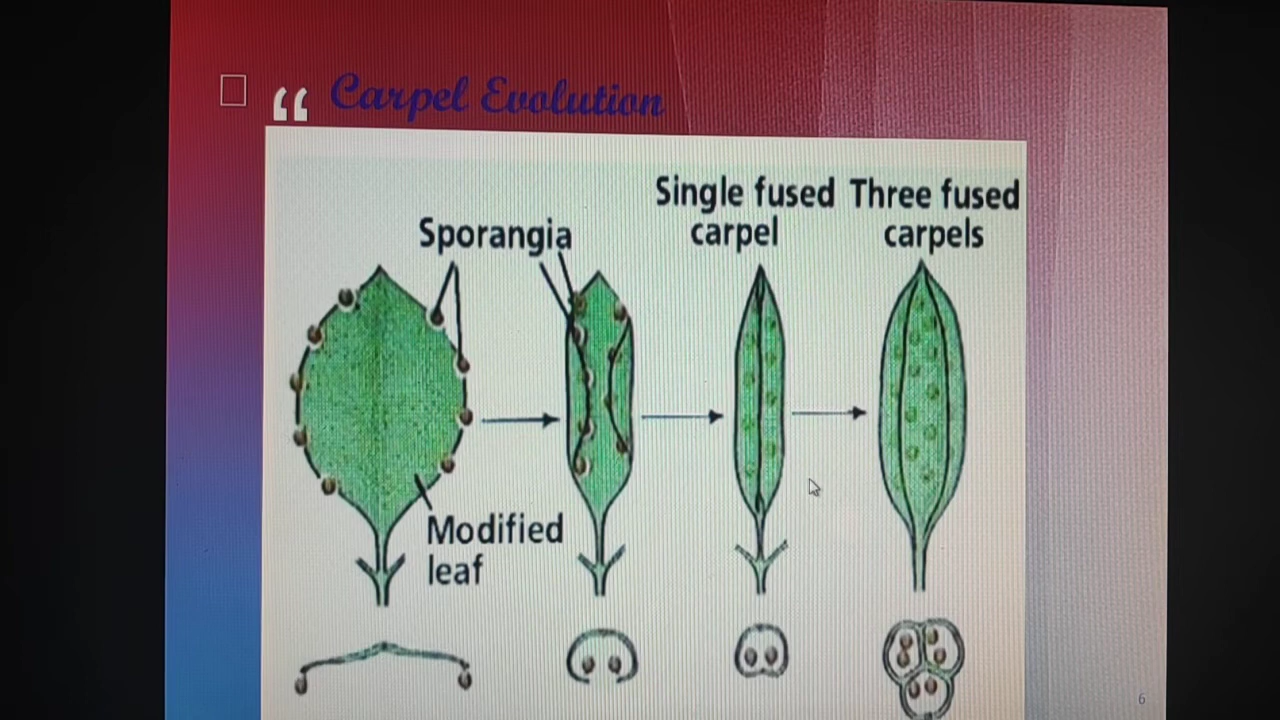 “ Carpel Evolution
Single fused carpel
Three fused carpels
Sporangia
Modified leaf
6